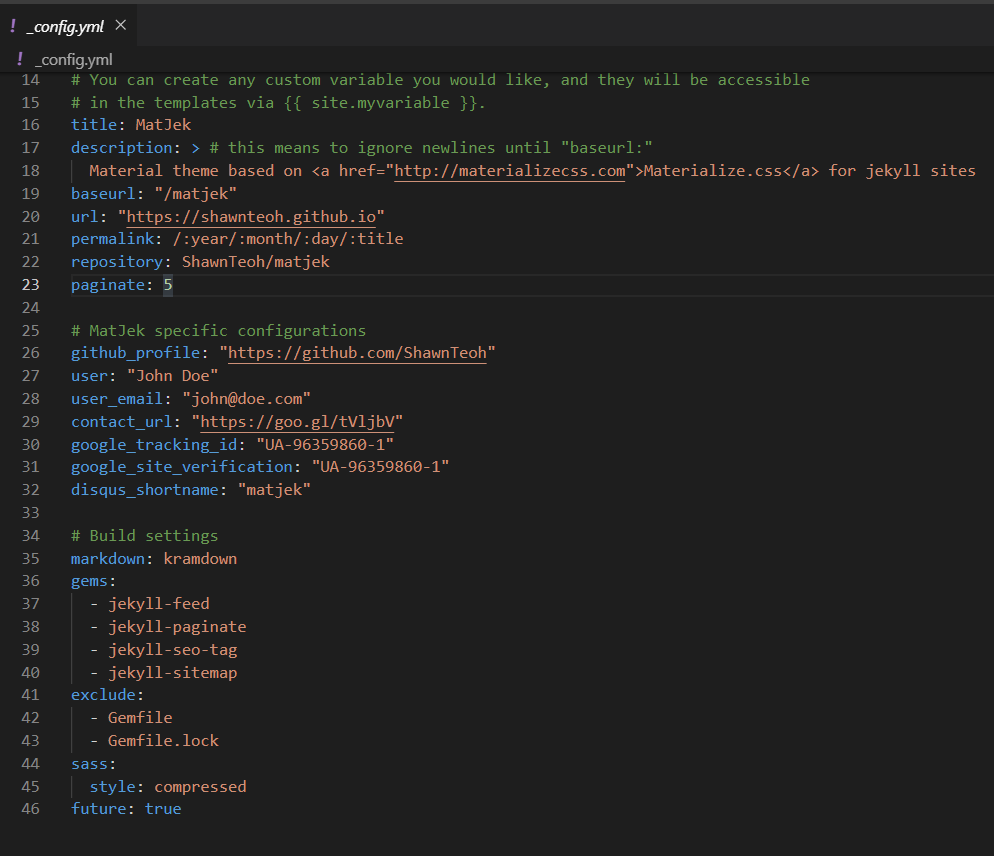 ! _config.yml ×
! _config.yml
14 # You can create any custom variable you would like, and they will be accessible
15 # in the templates via {{ site.myvariable }}.
16 title: MatJek
17 description: > # this means to ignore newlines until "baseurl:"
18   Material theme based on <a href="http://materializecss.com">Materialize.css</a> for jekyll sites
19 baseurl: "/matjek"
20 url: "https://shawnteoh.github.io"
21 permalink: /:year/:month/:day/:title
22 repository: ShawnTeoh/matjek
23 paginate: 5
24
25 # MatJek specific configurations
26 github_profile: "https://github.com/ShawnTeoh"
27 user: "John Doe"
28 user_email: "john@doe.com"
29 contact_url: "https://goo.gl/tVljbV"
30 google_tracking_id: "UA-96359860-1"
31 google_site_verification: "UA-96359860-1"
32 disqus_shortname: "matjek"
33
34 # Build settings
35 markdown: kramdown
36 gems:
37   - jekyll-feed
38   - jekyll-paginate
39   - jekyll-seo-tag
40   - jekyll-sitemap
41 exclude:
42   - Gemfile
43   - Gemfile.lock
44 sass:
45   style: compressed
46 future: true